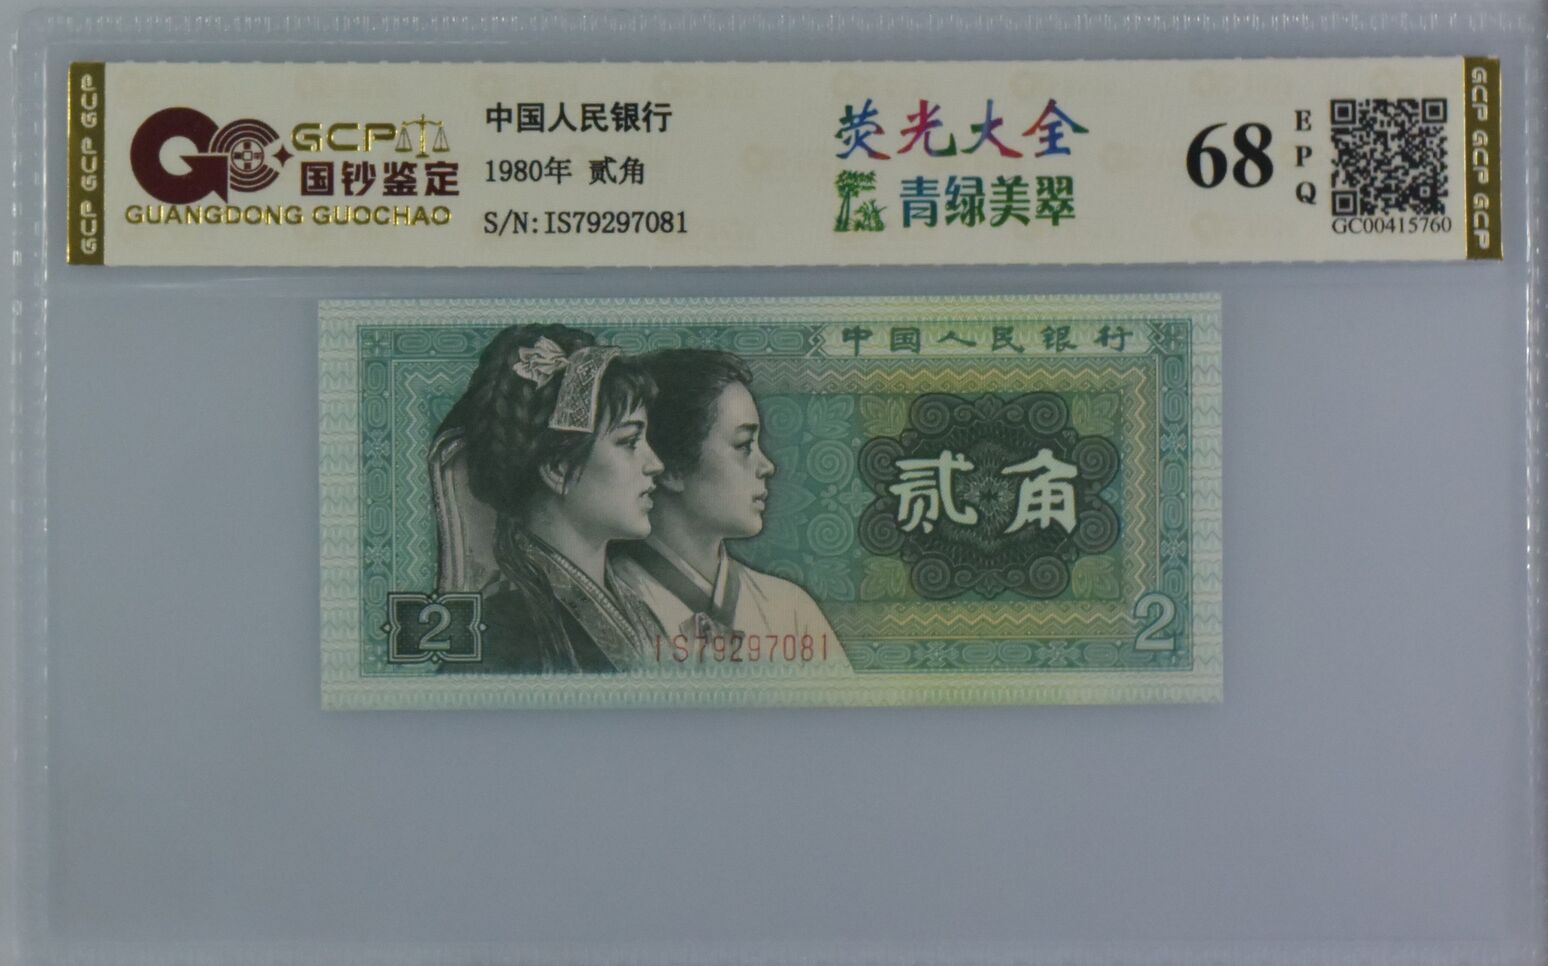 GCP
国钞鉴定
GUANGDONG GUOCHAO
中国人民银行
1980年 贰角
S/N:IS79297081
荧光大全
青绿美翠
68
EPQ
GC00415760
GCP GCP GCP
GCP GCP GCP
中国人民银行
贰角
2
2
IS79297081